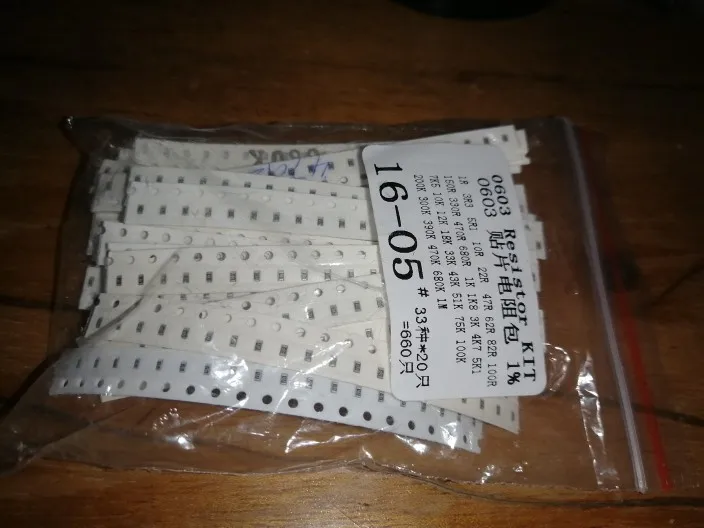 0603 Resistor KIT
0603 贴片电阻包 1%
1R 3R3 5R1 10R 22R 47R 62R 82R 100R
150R 330R 470R 680R 1K 1K8 3K 4K7 5K1
7K5 10K 12K 18K 33K 43K 51K 75K 100K
200K 300K 390K 470K 680K 1M
16-05# 33种*20只
=660只